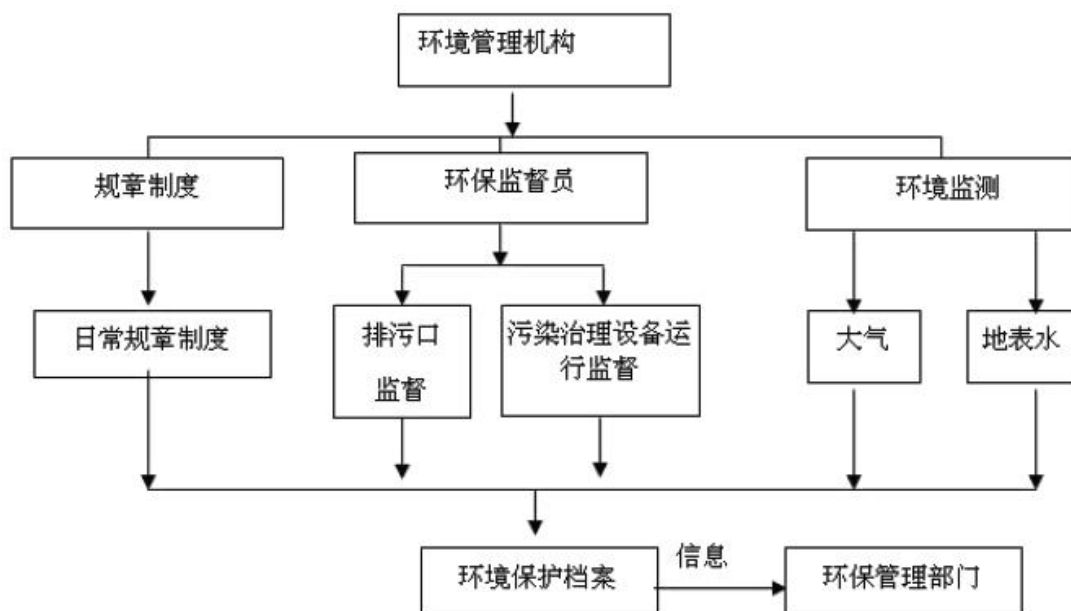 环境管理机构
规章制度
环保监督员
环境监测
日常规章制度
排污口
监督
污染治理设备运
行监督
大气
地表水
信息
环境保护档案
环保管理部门